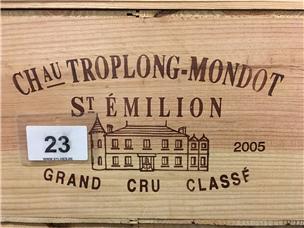 CHAU TROPLONG-MONDOT
ST ÉMILION
23
2005
GRAND CRU CLASSÉ